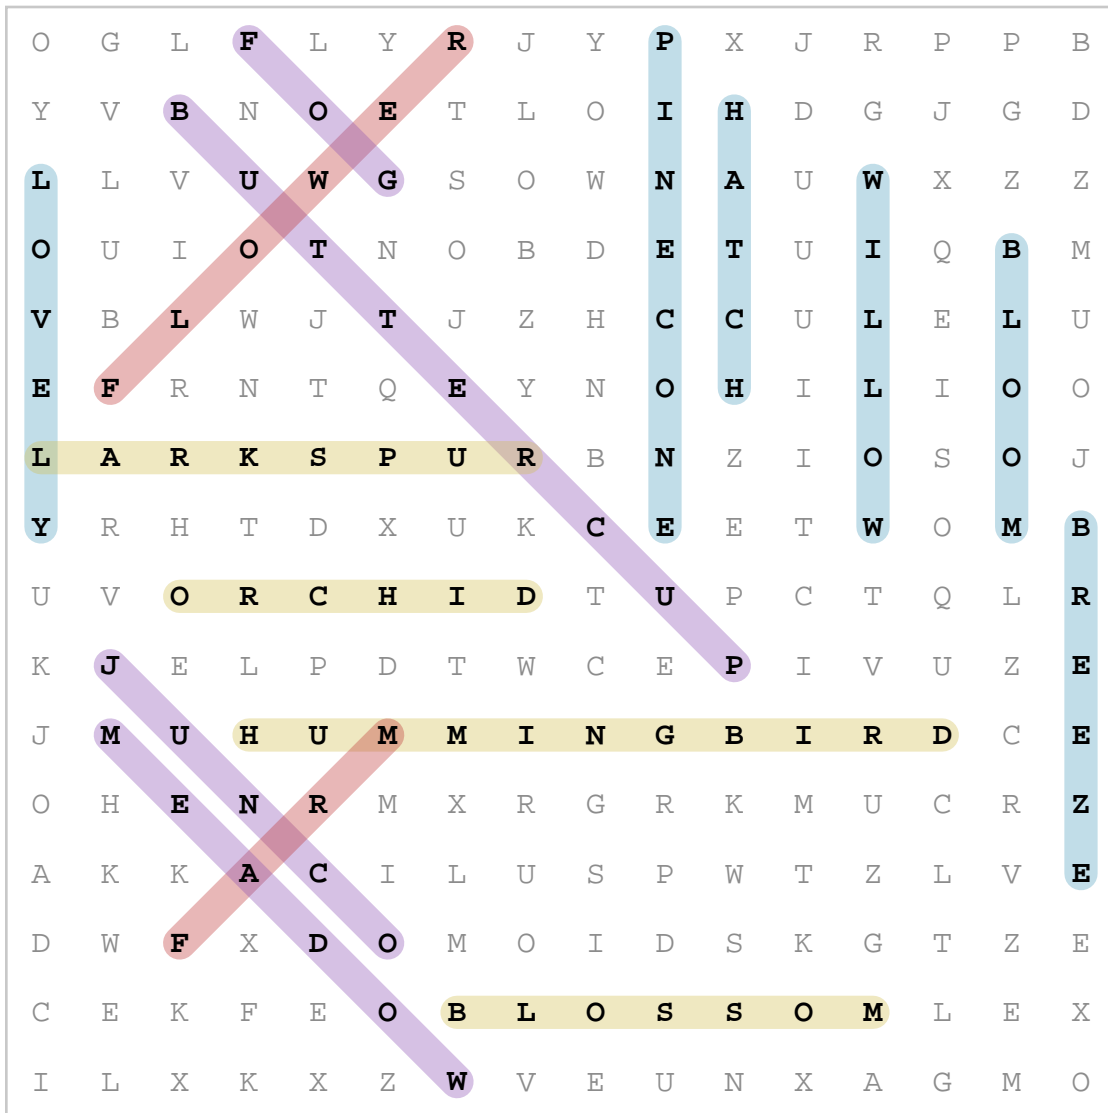 O G L F L Y R J Y P X J R P P B
Y V B N O E T L O I H D G J G D
L L V U W G S O W N A U W X Z Z
O U I O T N O B D E T U I Q B M
V B L W J T J Z H C C U L E L U
E F R N T Q E Y N O H I L I O O
L A R K S P U R B N Z I O S O J
Y R H T D X U K C E E T W O M B
U V O R C H I D T U P C T Q L R
K J E L P D T W C E P I V U Z E
J M U H U M M I N G B I R D C E
O H E N R M X R G R K M U C R Z
A K K A C I L U S P W T Z L V E
D W F X D O M O I D S K G T Z E
C E K F E O B L O S S O M L E X
I L X K X Z W V E U N X A G M O